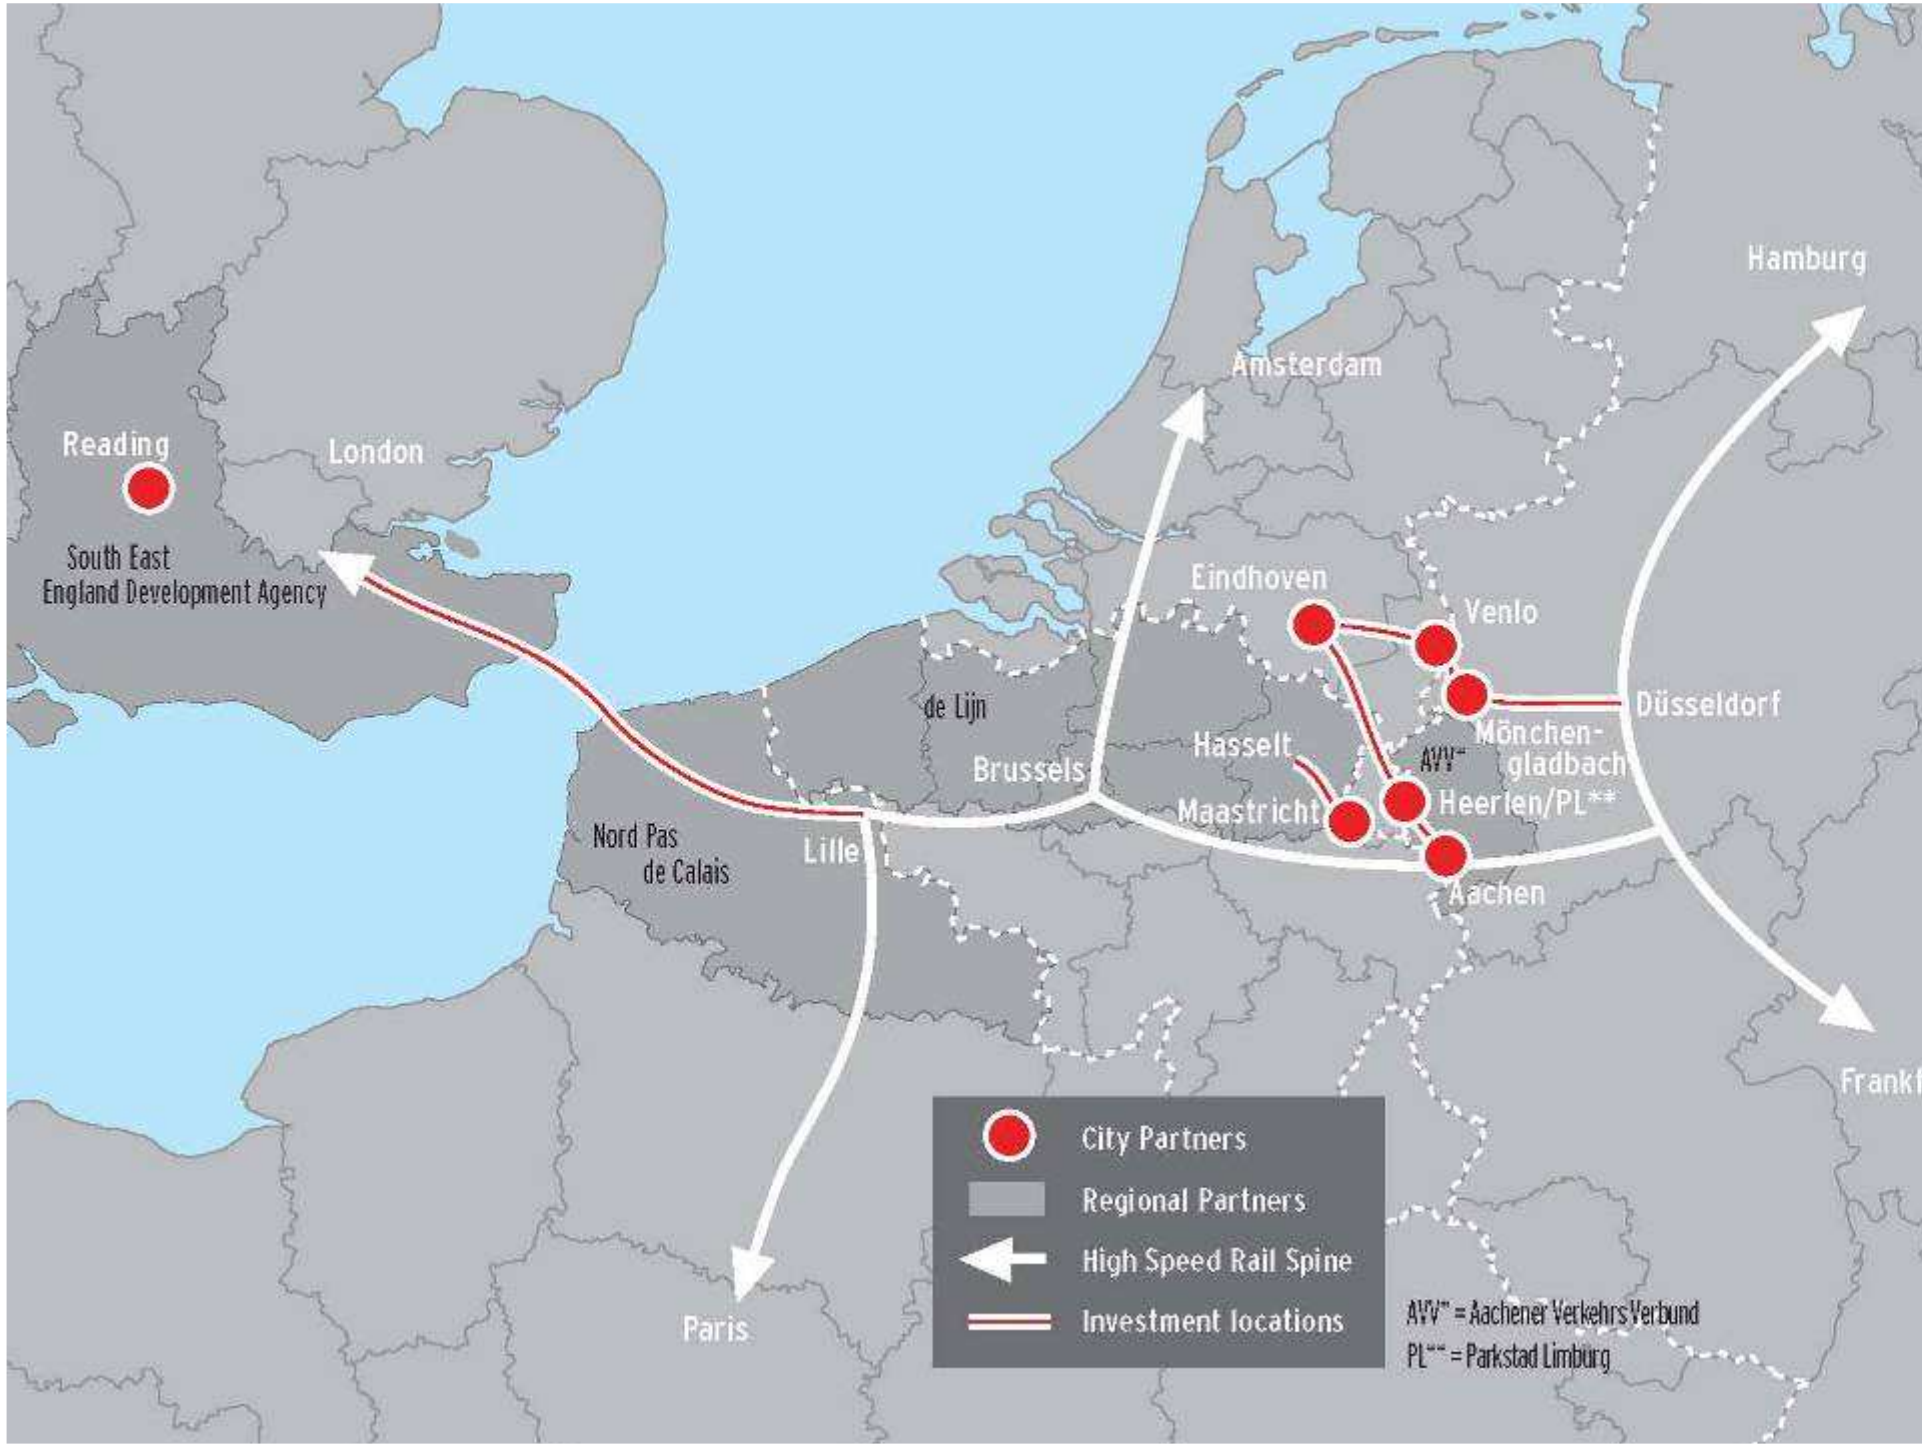 Hamburg
Amsterdam
Reading
London
South East
England Development Agency
Eindhoven
Venlo
de Lijn
Düsseldorf
Mönchen-
gladbach
Hasselt
AVV*
Brussels
Maastricht
Heerlen/PL**
Nord Pas
de Calais
Lille
Aachen
Frankf
City Partners
Regional Partners
High Speed Rail Spine
Investment locations
Paris
AVV* = Aachener VerkehrsVerbund
PL** = Parkstad Limburg